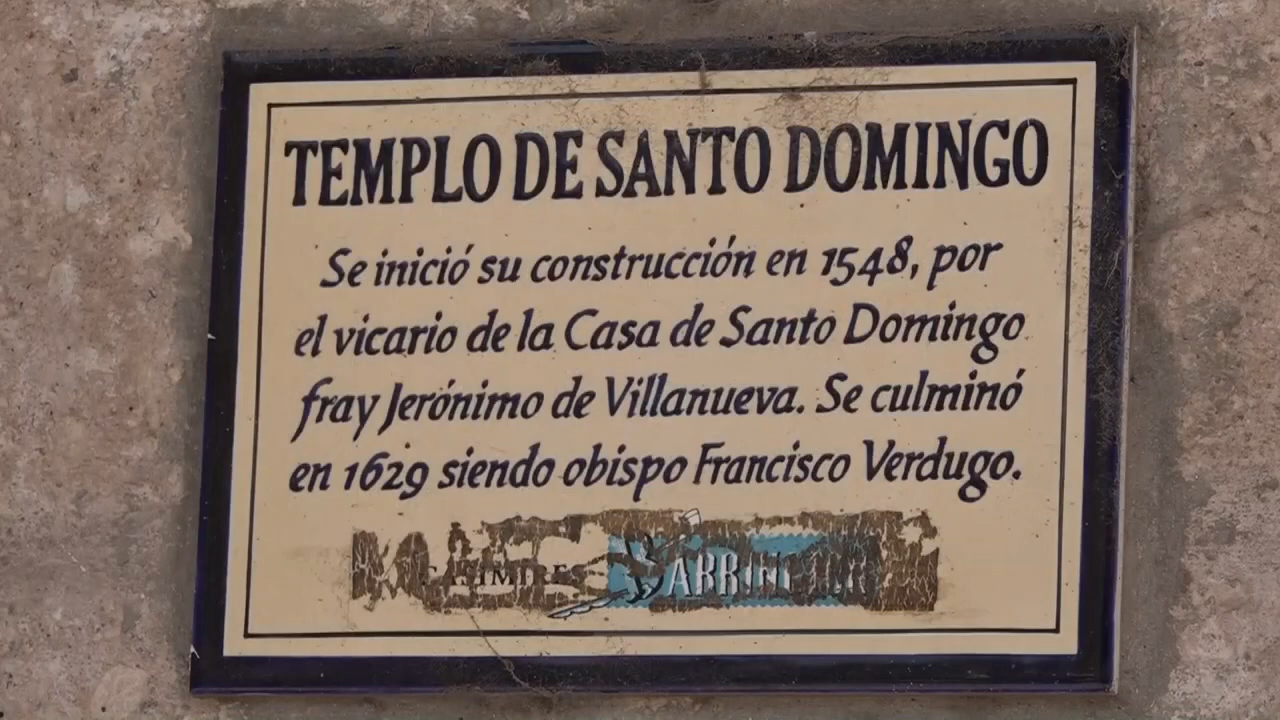 TEMPLO DE SANTO DOMINGO
Se inició su construcción en 1548, por
el vicario de la Casa de Santo Domingo
fray Jerónimo de Villanueva. Se culminó
en 1629 siendo obispo Francisco Verdugo.